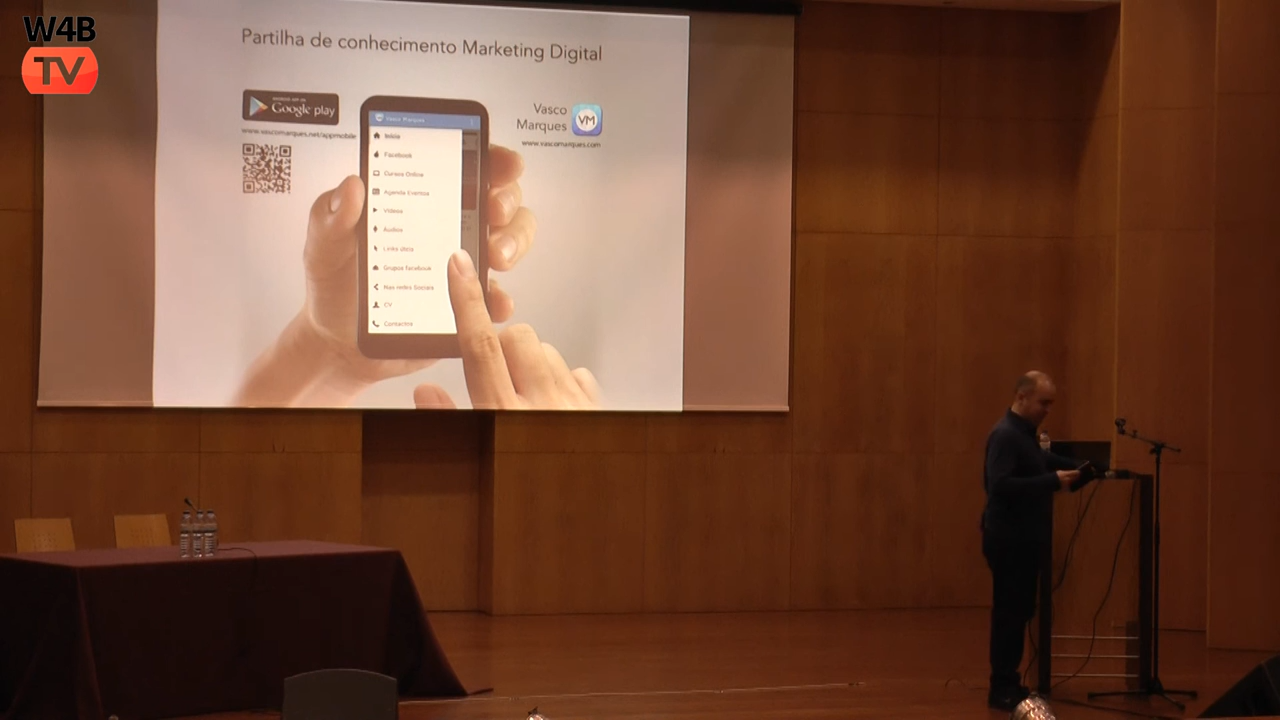 W4B
TV
Partilha de conhecimento Marketing Digital
Google play
www.vascomarques.net/appmobile
Vasco
Marques
VM
www.vascomarques.com
Vasco Marques
Início
Facebook
Cursos Online
Agenda Eventos
Vídeos
Áudios
Links úteis
Grupos facebook
Nas redes Sociais
CV
Contactos